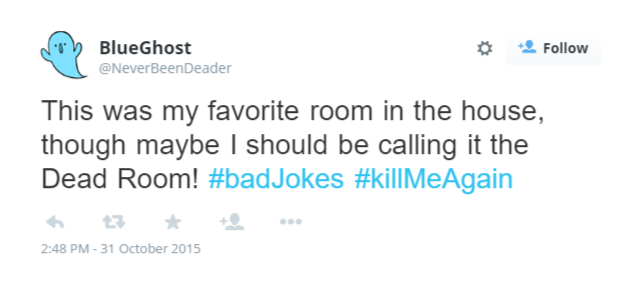 BlueGhost
@NeverBeenDeader
Follow
This was my favorite room in the house,
though maybe I should be calling it the
Dead Room! #badJokes #killMeAgain
2:48 PM - 31 October 2015